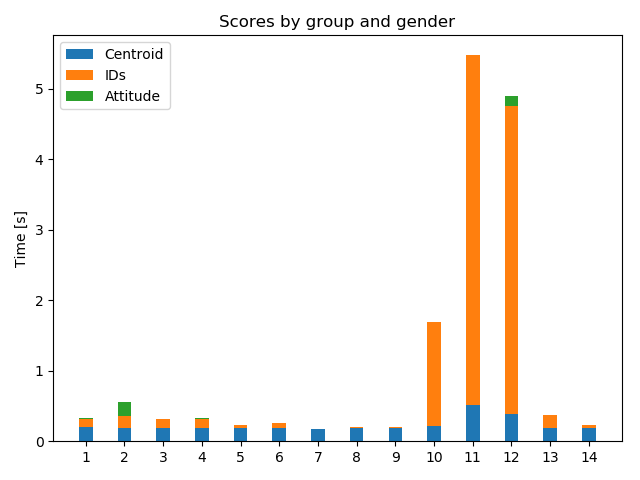 Scores by group and gender
Centroid
IDs
Attitude
Time [s]
5
4
3
2
1
0
1 2 3 4 5 6 7 8 9 10 11 12 13 14